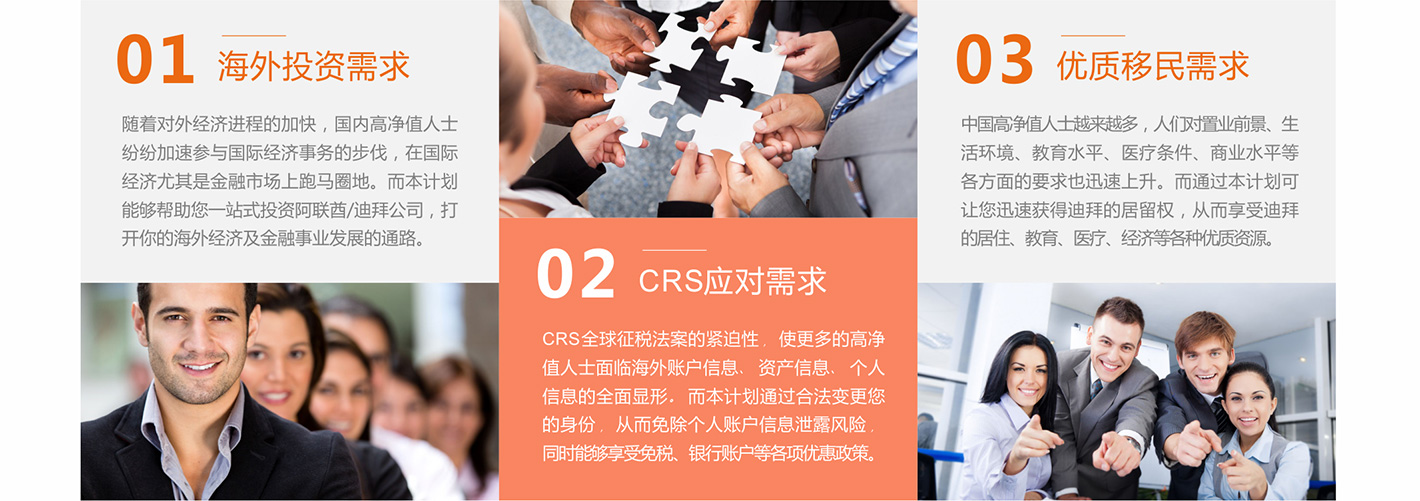 01 海外投资需求
随着对外经济进程的加快，国内高净值人士
纷纷加速参与国际经济事务的步伐，在国际
经济尤其是金融市场上跑马圈地。而本计划
能够帮助您一站式投资阿联酋/迪拜公司，打
开你的海外经济及金融事业发展的通路。
02 CRS应对需求
CRS全球征税法案的紧迫性，使更多的高净
值人士面临海外账户信息、资产信息、个人
信息的全面显形。而本计划通过合法变更您
的身份，从而免除个人账户信息泄露风险，
同时能够享受免税、银行账户等各项优惠政策。
03 优质移民需求
中国高净值人士越来越多，人们对置业前景、生
活环境、教育水平、医疗条件、商业水平等
各方面的要求也迅速上升。而通过本计划可
让您迅速获得迪拜的居留权，从而享受迪拜
的居住、教育、医疗、经济等各种优质资源。